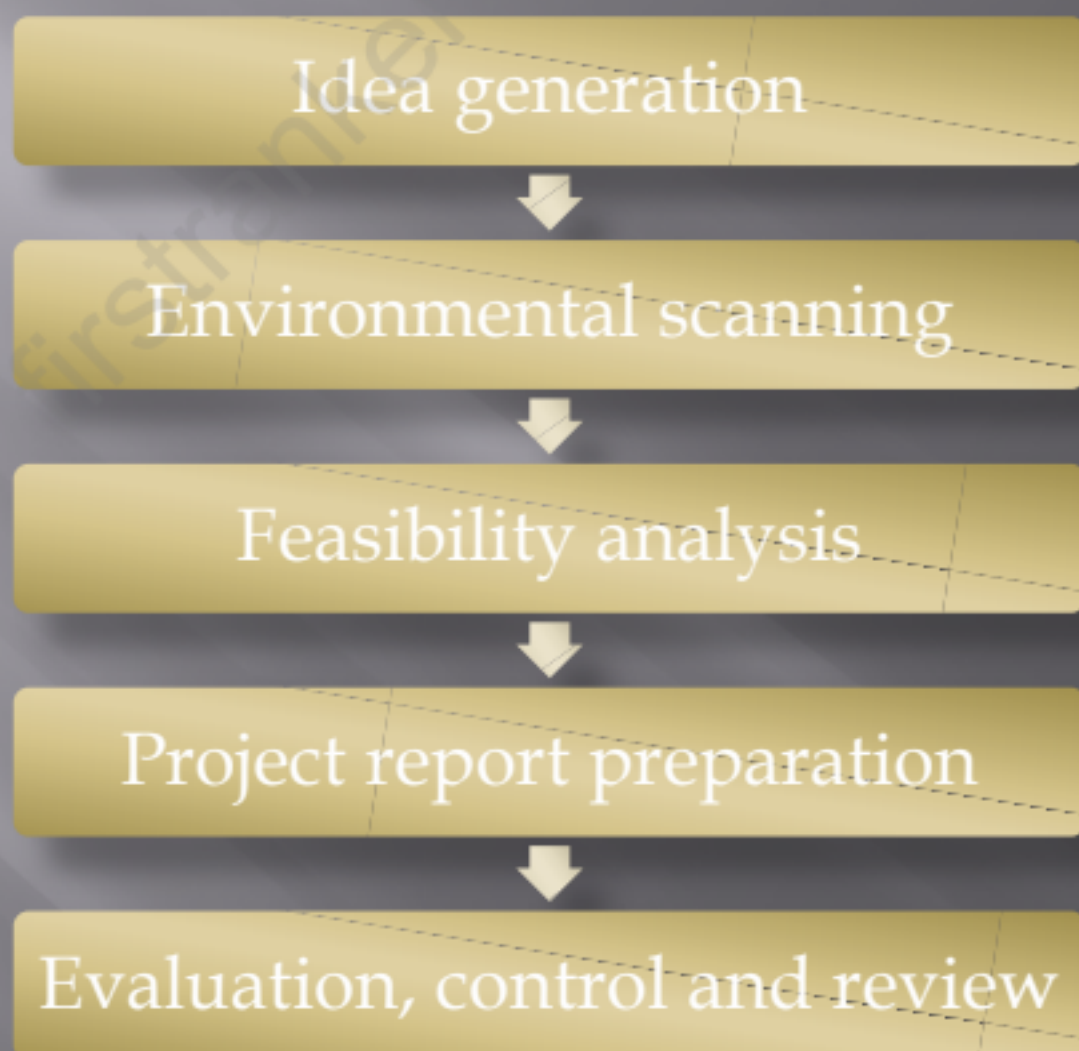 Idea generation
Environmental scanning
Feasibility analysis
Project report preparation
Evaluation, control and review